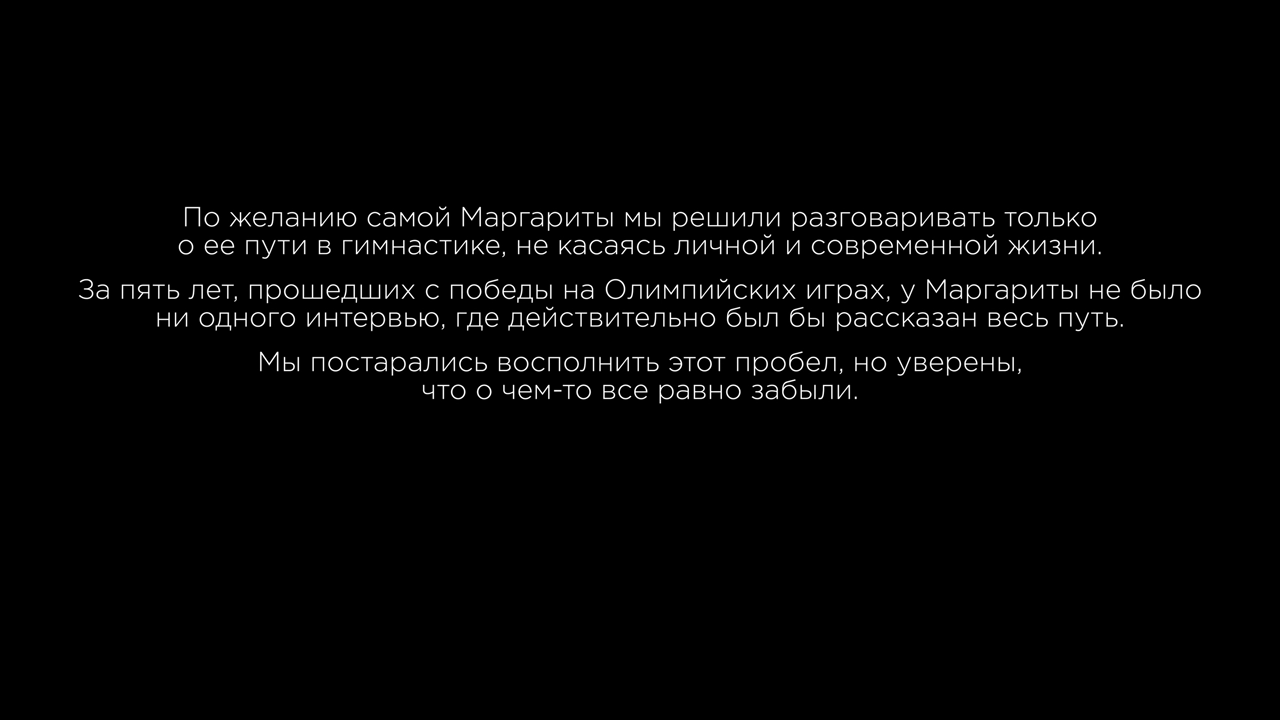 По желанию самой Маргариты мы решили разговаривать только
о ее пути в гимнастике, не касаясь личной и современной жизни.
За пять лет, прошедших с победы на Олимпийских играх, у Маргариты не было
ни одного интервью, где действительно был бы рассказан весь путь.
Мы постарались восполнить этот пробел, но уверены,
что о чем-то все равно забыли.